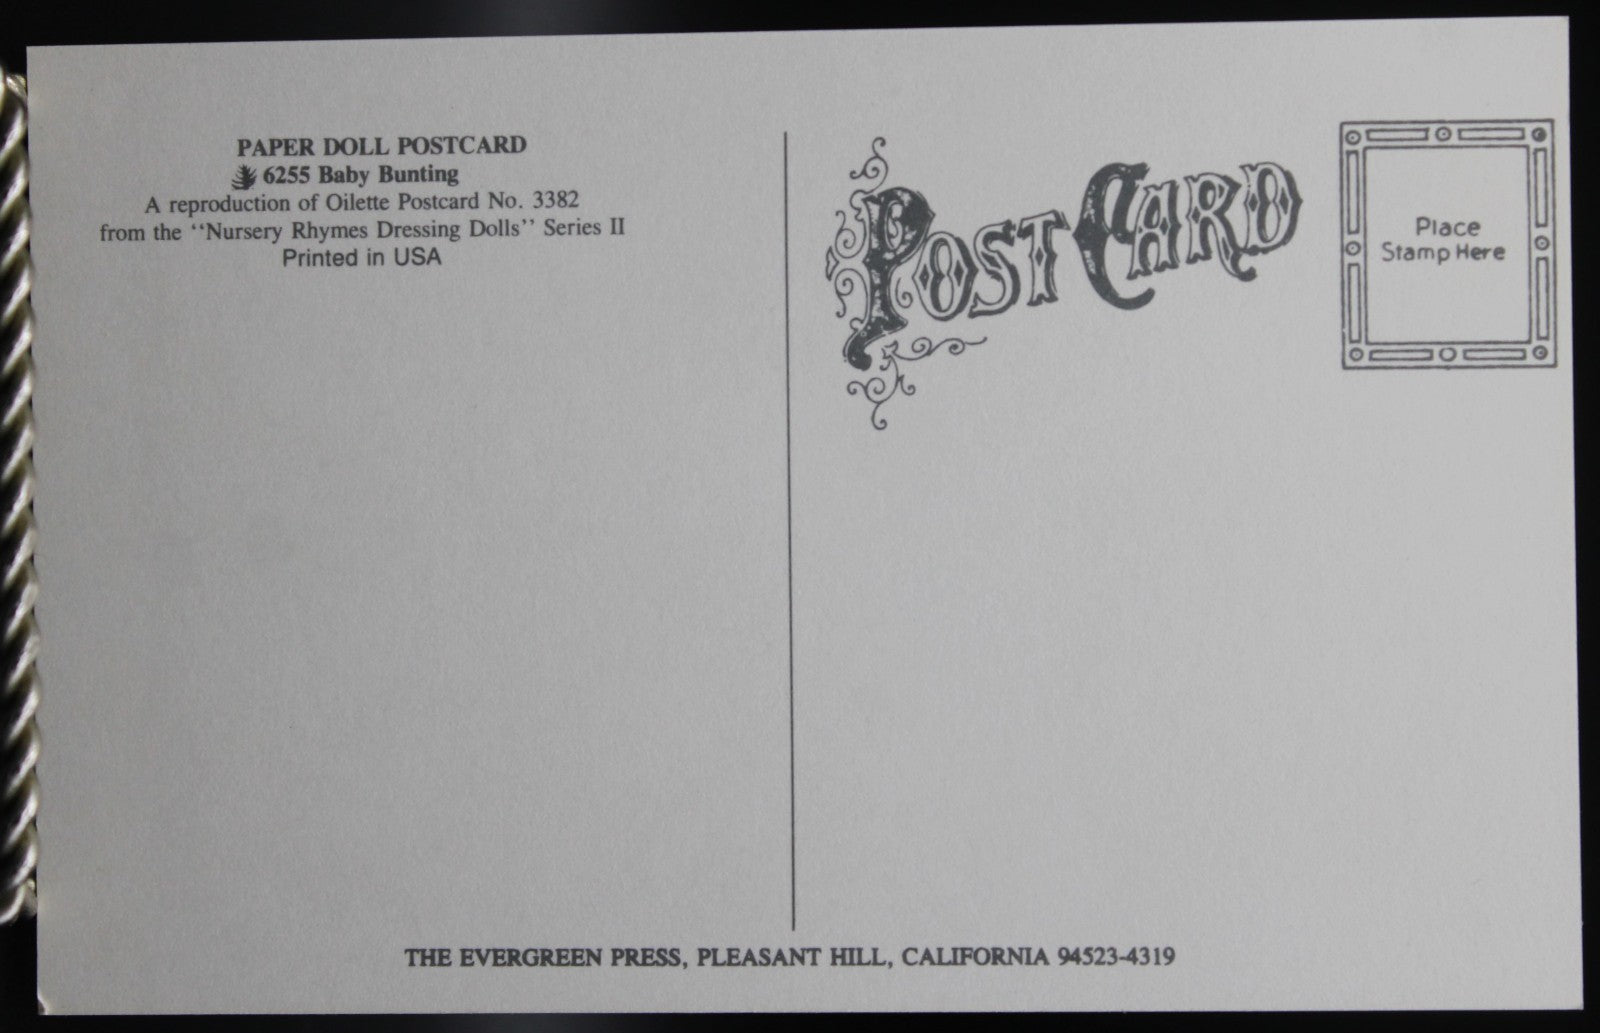 PAPER DOLL POSTCARD
6255 Baby Bunting
A reproduction of Oilette Postcard No. 3382
from the ‘‘Nursery Rhymes Dressing Dolls’’ Series II
Printed in USA
POST CARD
Place
Stamp Here
THE EVERGREEN PRESS, PLEASANT HILL, CALIFORNIA 94523-4319